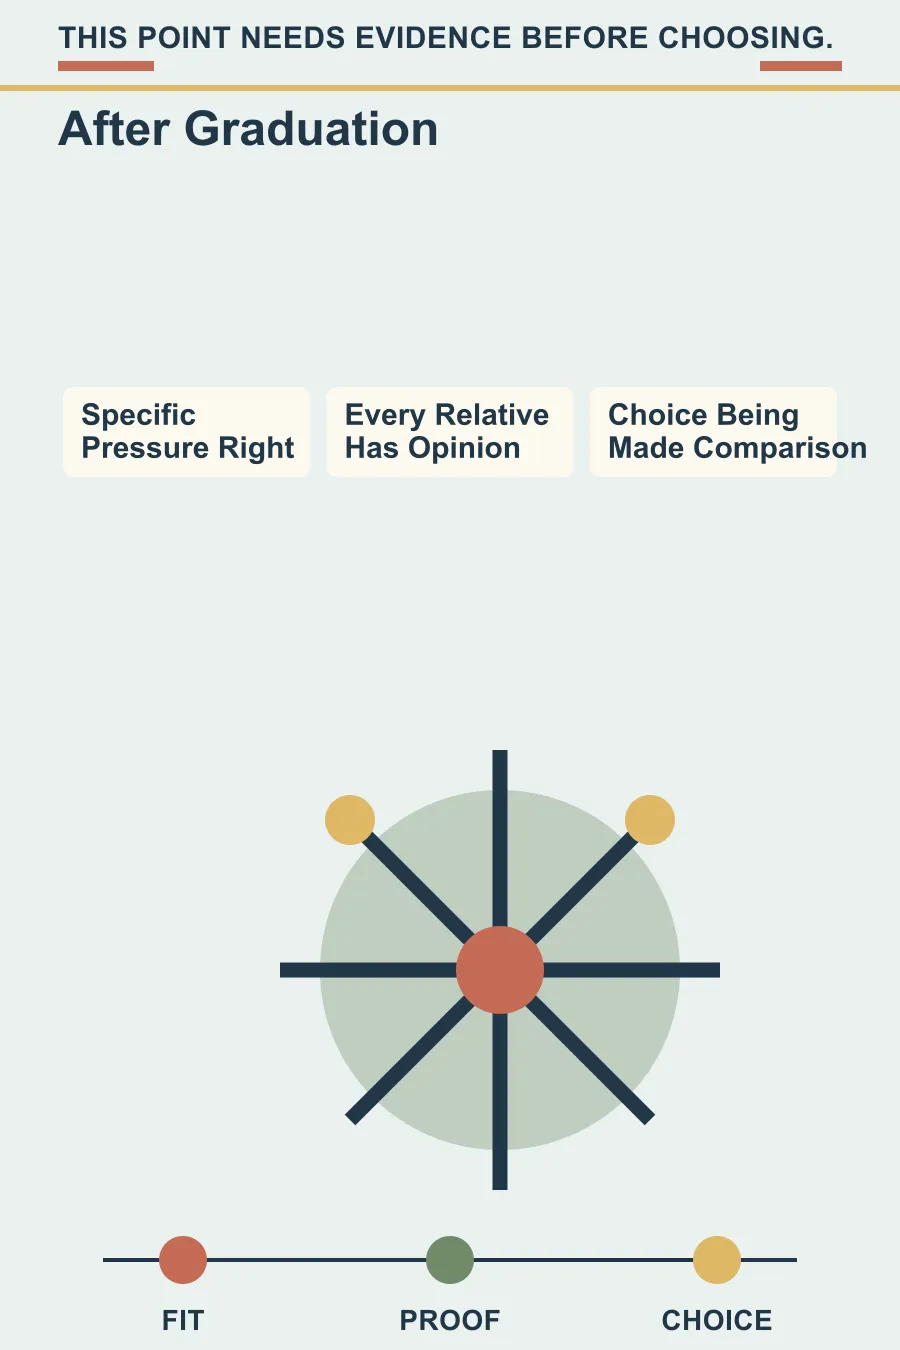 THIS POINT NEEDS EVIDENCE BEFORE CHOOSING.
After Graduation
Specific
Pressure Right
Every Relative
Has Opinion
Choice Being
Made Comparison
FIT
PROOF
CHOICE